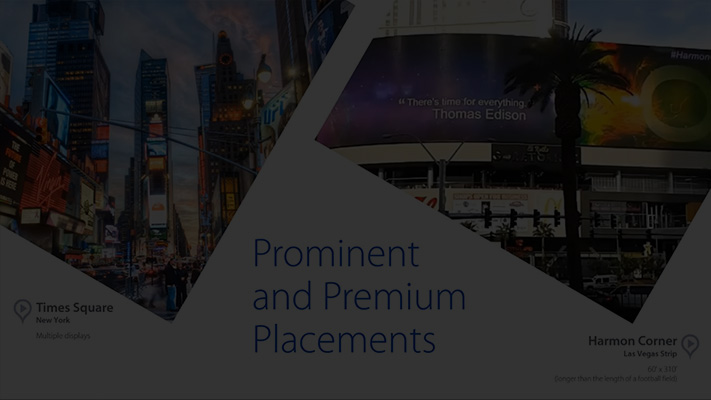 #Harmon
“There's time for everything
Thomas Edison
Prominent
and Premium
Placements
Times Square
New York
Multiple displays
Harmon Corner
Las Vegas Strip
60' x 310'
(longer than the length of a football field)